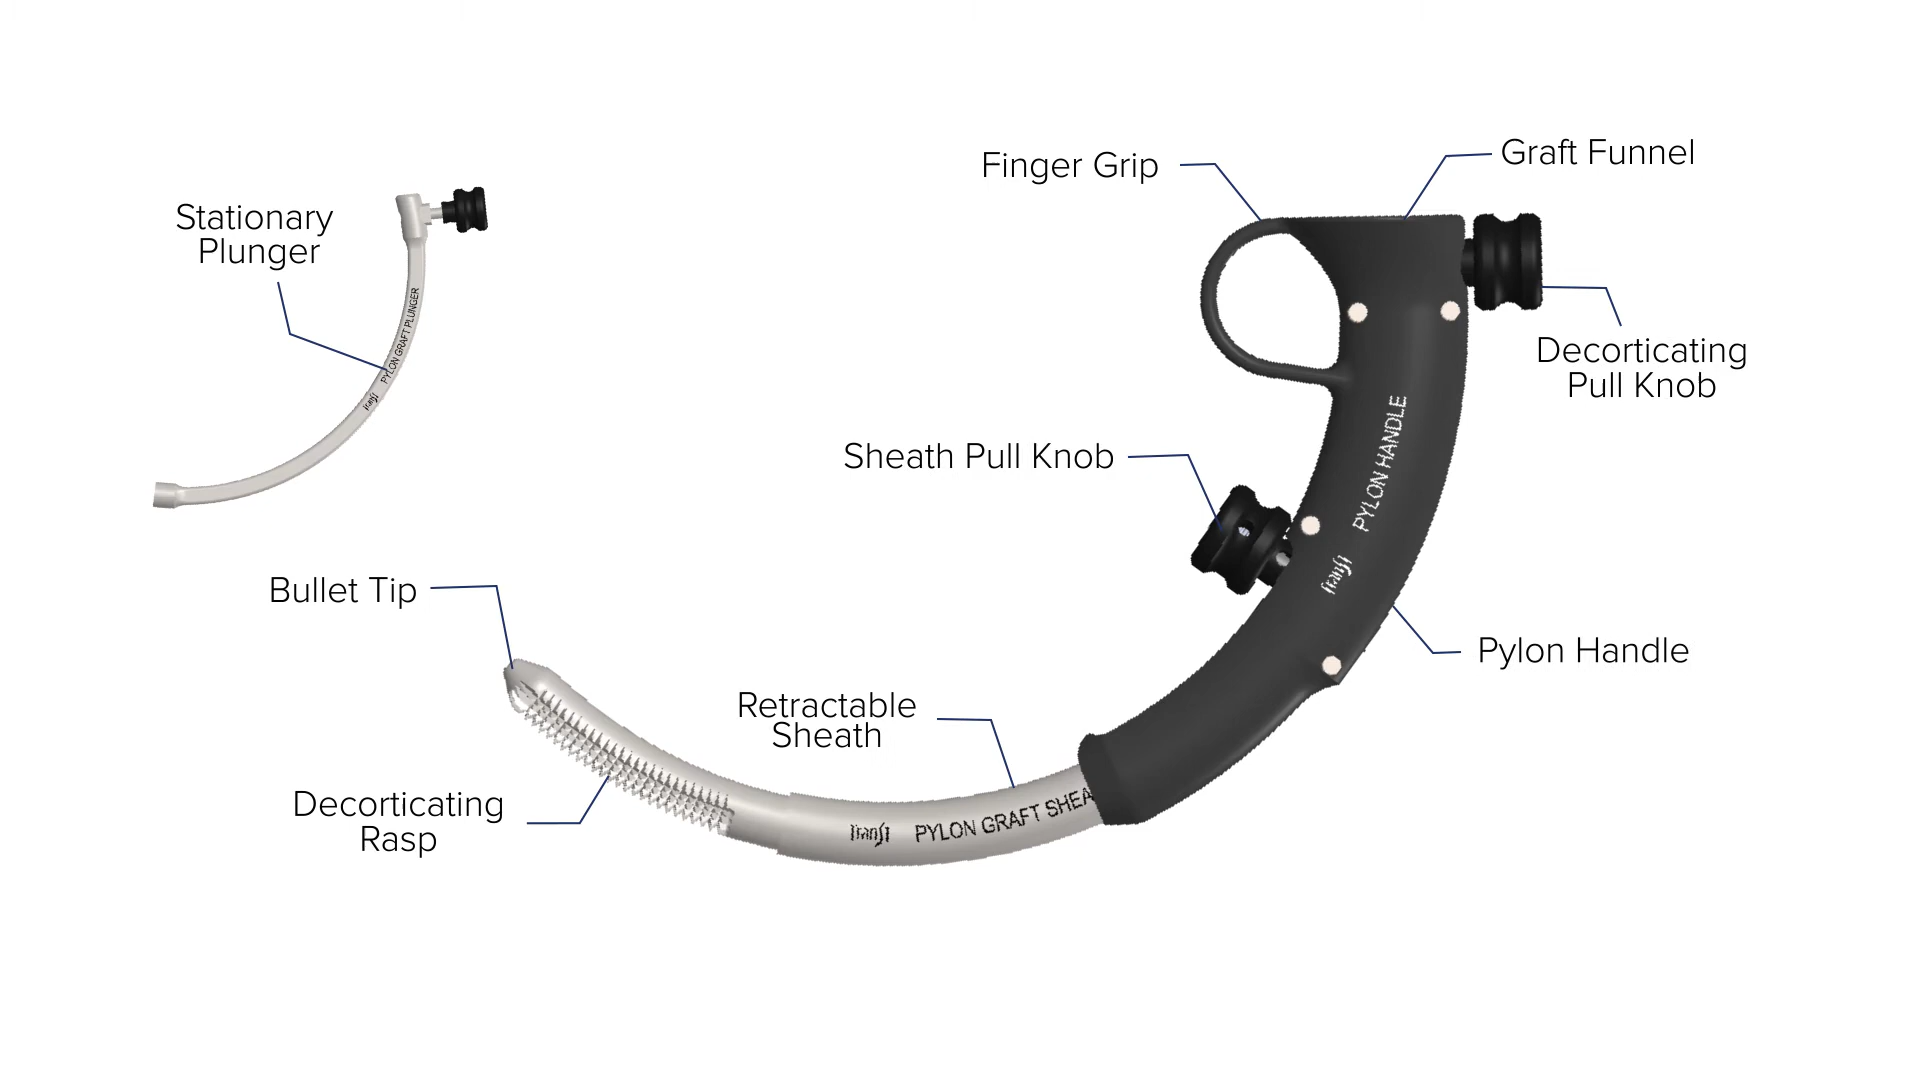 Finger Grip
Graft Funnel
Stationary
Plunger
PYLON GRAFT PLUNGER
Decorticating
Pull Knob
Sheath Pull Knob
PYLON HANDLE
Bullet Tip
Pylon Handle
Retractable
Sheath
Decorticating
Rasp
PYLON GRAFT SHEA